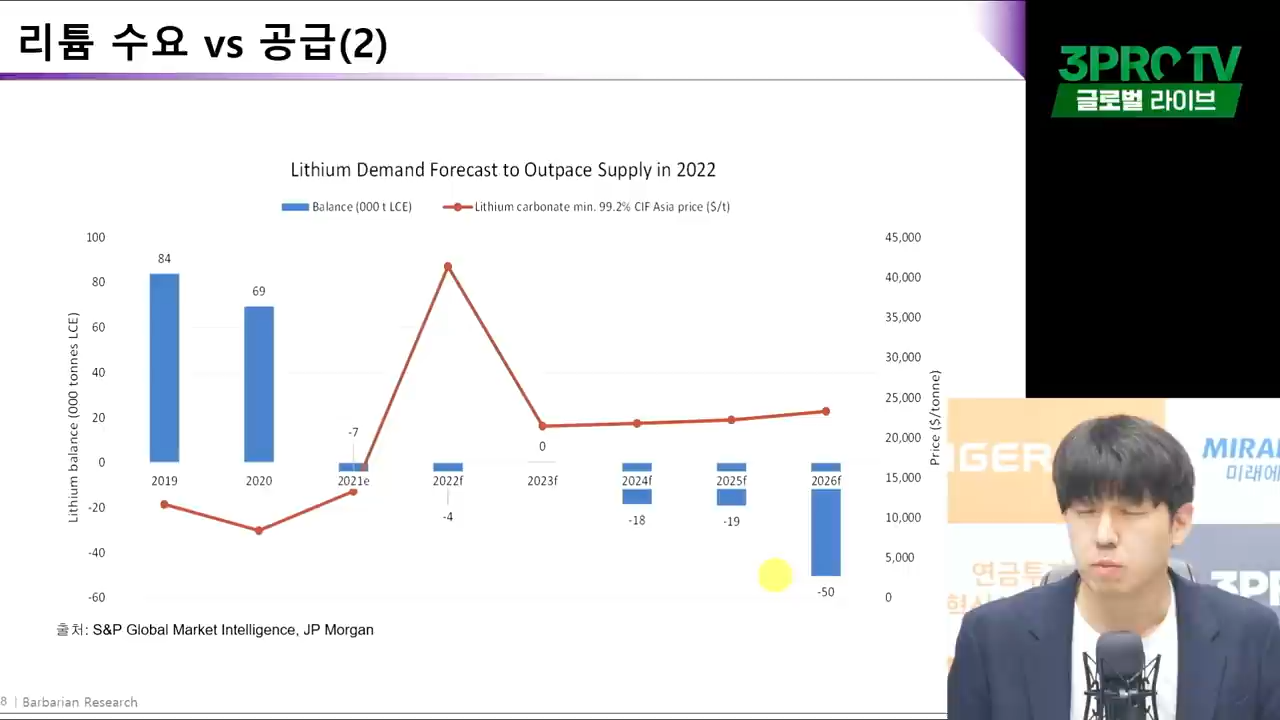 리튬 수요 vs 공급(2)
3PRO TV
글로벌 라이브
Lithium Demand Forecast to Outpace Supply in 2022
Balance (000 t LCE)
Lithium carbonate min. 99.2% CIF Asia price ($/t)
Lithium balance (000 tonnes LCE)
100
80
60
40
20
0
-20
-40
-60
84
69
-7
-4
0
-18
-19
-50
2019
2020
2021e
2022f
2023f
2024f
2025f
2026f
45,000
40,000
35,000
30,000
25,000
20,000
15,000
10,000
5,000
0
Price ($/tonne)
출처: S&P Global Market Intelligence, JP Morgan
8 | Barbarian Research
NGER
미래에
연금투
3P